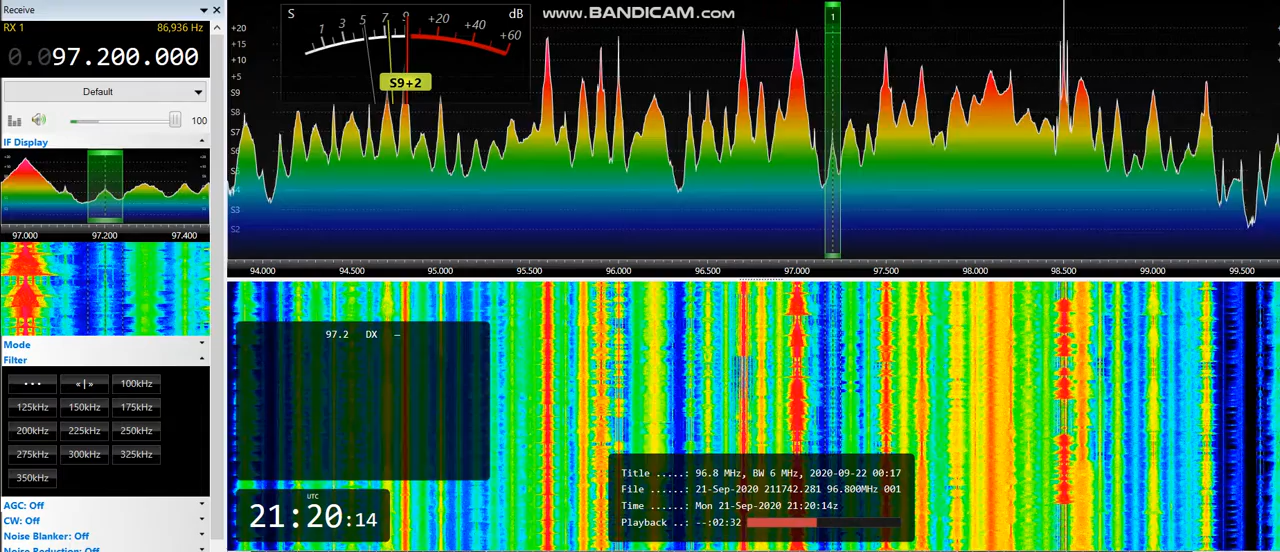 Receive
RX 1 86,936 Hz
0.097.200.000
Default
100
IF Display
97.000 97.200 97.400
Mode
Filter
••• «|» 100kHz
125kHz 150kHz 175kHz
200kHz 225kHz 250kHz
275kHz 300kHz 325kHz
350kHz
AGC: Off
CW: Off
Noise Blanker: Off
Noise Reduction: Off
www.BANDICAM.com
S 1 3 5 7 9 +20 +40 +60 dB
S9+2
1
+20
+15
+10
+5
S9
S8
S7
S6
S5
S4
S3
S2
94.000 94.500 95.000 95.500 96.000 96.500 97.000 97.500 98.000 98.500 99.000 99.500
97.2 DX –
UTC
21:20:14
Title .....: 96.8 MHz, BW 6 MHz, 2020-09-22 00:17
File ......: 21-Sep-2020 211742.281 96.800MHz 001
Time ......: Mon 21-Sep-2020 21:20:14z
Playback ..: --:02:32